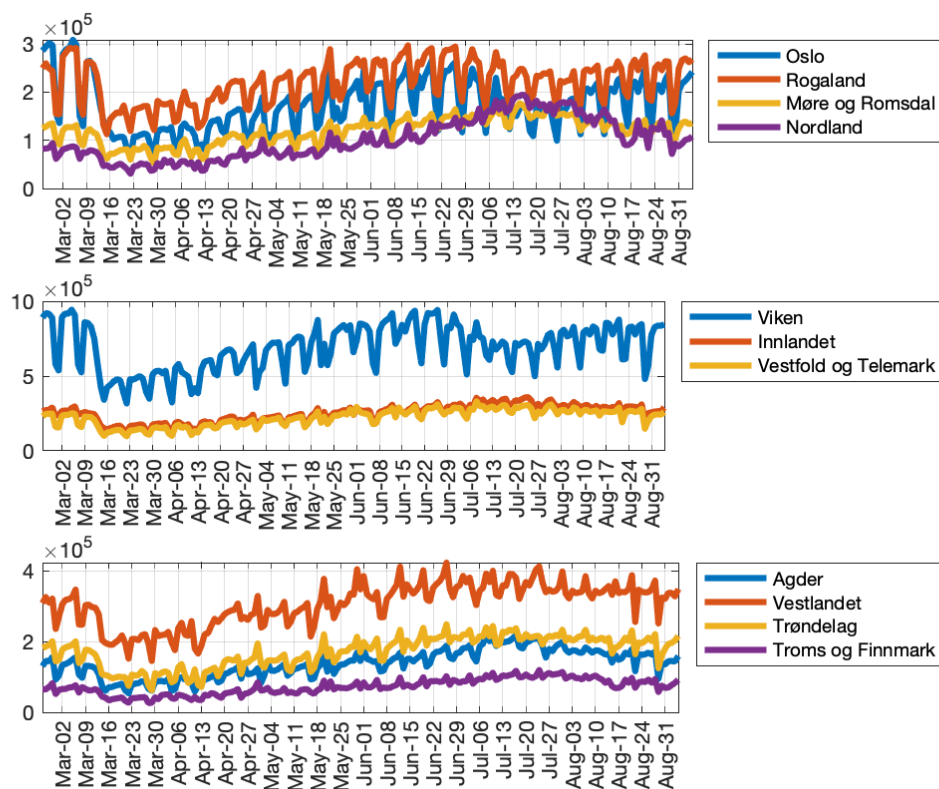 ×10⁵
3
2
1
0
Mar-02
Mar-09
Mar-16
Mar-23
Mar-30
Apr-06
Apr-13
Apr-20
Apr-27
May-04
May-11
May-18
May-25
Jun-01
Jun-08
Jun-15
Jun-22
Jun-29
Jul-06
Jul-13
Jul-20
Jul-27
Aug-03
Aug-10
Aug-17
Aug-24
Aug-31
Oslo
Rogaland
Møre og Romsdal
Nordland
×10⁵
10
5
0
Mar-02
Mar-09
Mar-16
Mar-23
Mar-30
Apr-06
Apr-13
Apr-20
Apr-27
May-04
May-11
May-18
May-25
Jun-01
Jun-08
Jun-15
Jun-22
Jun-29
Jul-06
Jul-13
Jul-20
Jul-27
Aug-03
Aug-10
Aug-17
Aug-24
Aug-31
Viken
Innlandet
Vestfold og Telemark
×10⁵
4
2
0
Mar-02
Mar-09
Mar-16
Mar-23
Mar-30
Apr-06
Apr-13
Apr-20
Apr-27
May-04
May-11
May-18
May-25
Jun-01
Jun-08
Jun-15
Jun-22
Jun-29
Jul-06
Jul-13
Jul-20
Jul-27
Aug-03
Aug-10
Aug-17
Aug-24
Aug-31
Agder
Vestlandet
Trøndelag
Troms og Finnmark